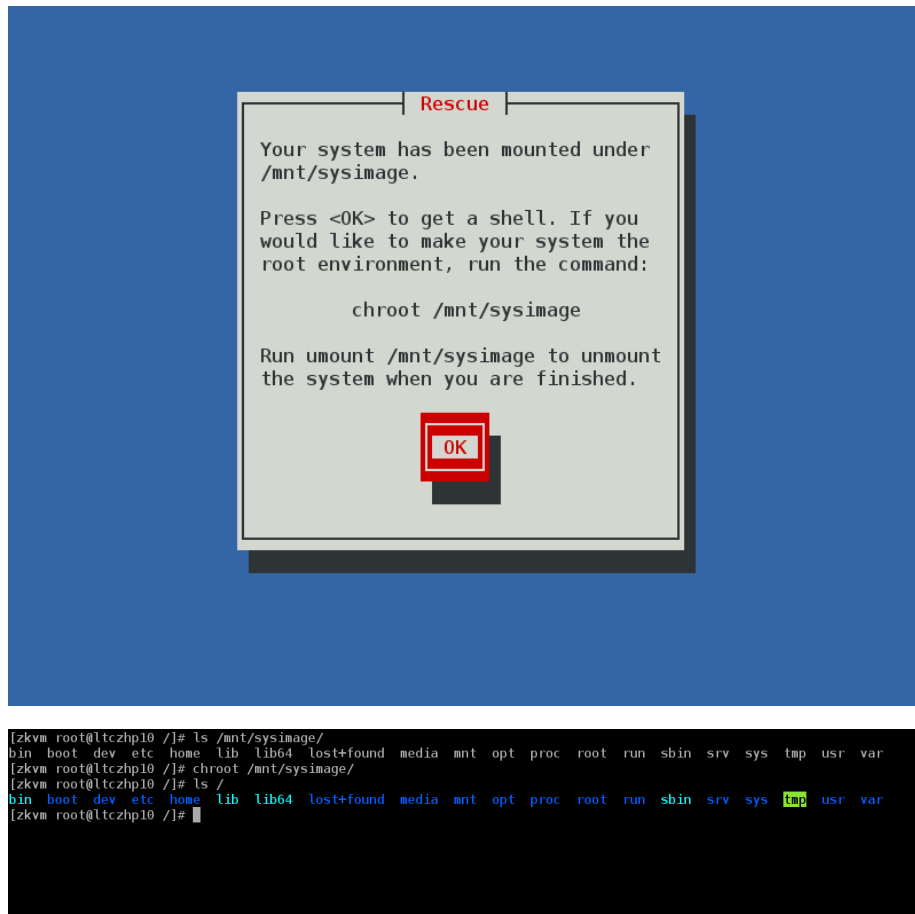 Rescue
Your system has been mounted under
/mnt/sysimage.
Press <OK> to get a shell. If you
would like to make your system the
root environment, run the command:
chroot /mnt/sysimage
Run umount /mnt/sysimage to unmount
the system when you are finished.
OK
[zkvm root@ltczhp10 /]# ls /mnt/sysimage/
bin  boot  dev  etc  home  lib  lib64  lost+found  media  mnt  opt  proc  root  run  sbin  srv  sys  tmp  usr  var
[zkvm root@ltczhp10 /]# chroot /mnt/sysimage/
[zkvm root@ltczhp10 /]# ls /
bin  boot  dev  etc  home  lib  lib64  lost+found  media  mnt  opt  proc  root  run  sbin  srv  sys  tmp  usr  var
[zkvm root@ltczhp10 /]#